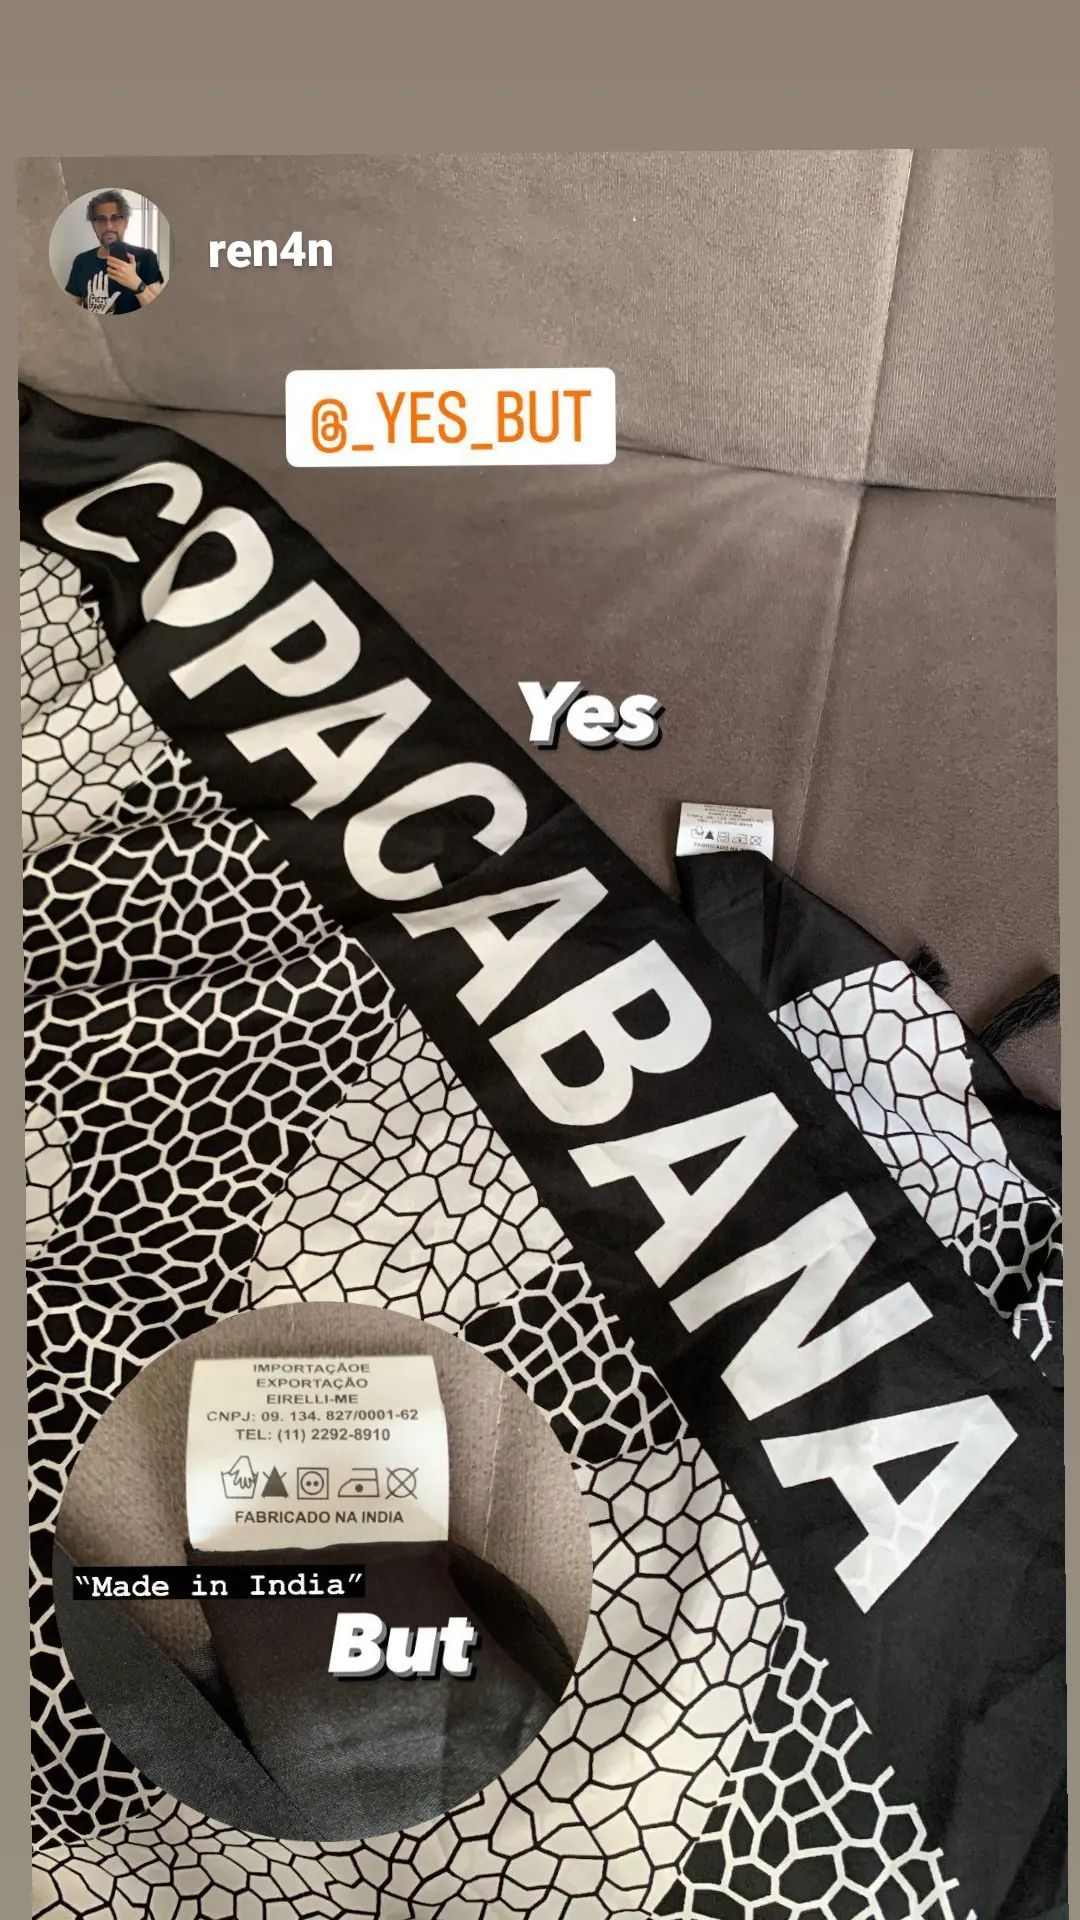 ren4n
@_YES_BUT
COPACABANA
Yes
IMPORTAÇÃOE
EXPORTAÇÃO
EIRELLI-ME
CNPJ: 09. 134. 827/0001-62
TEL: (11) 2292-8910
FABRICADO NA INDIA
“Made in India”
But